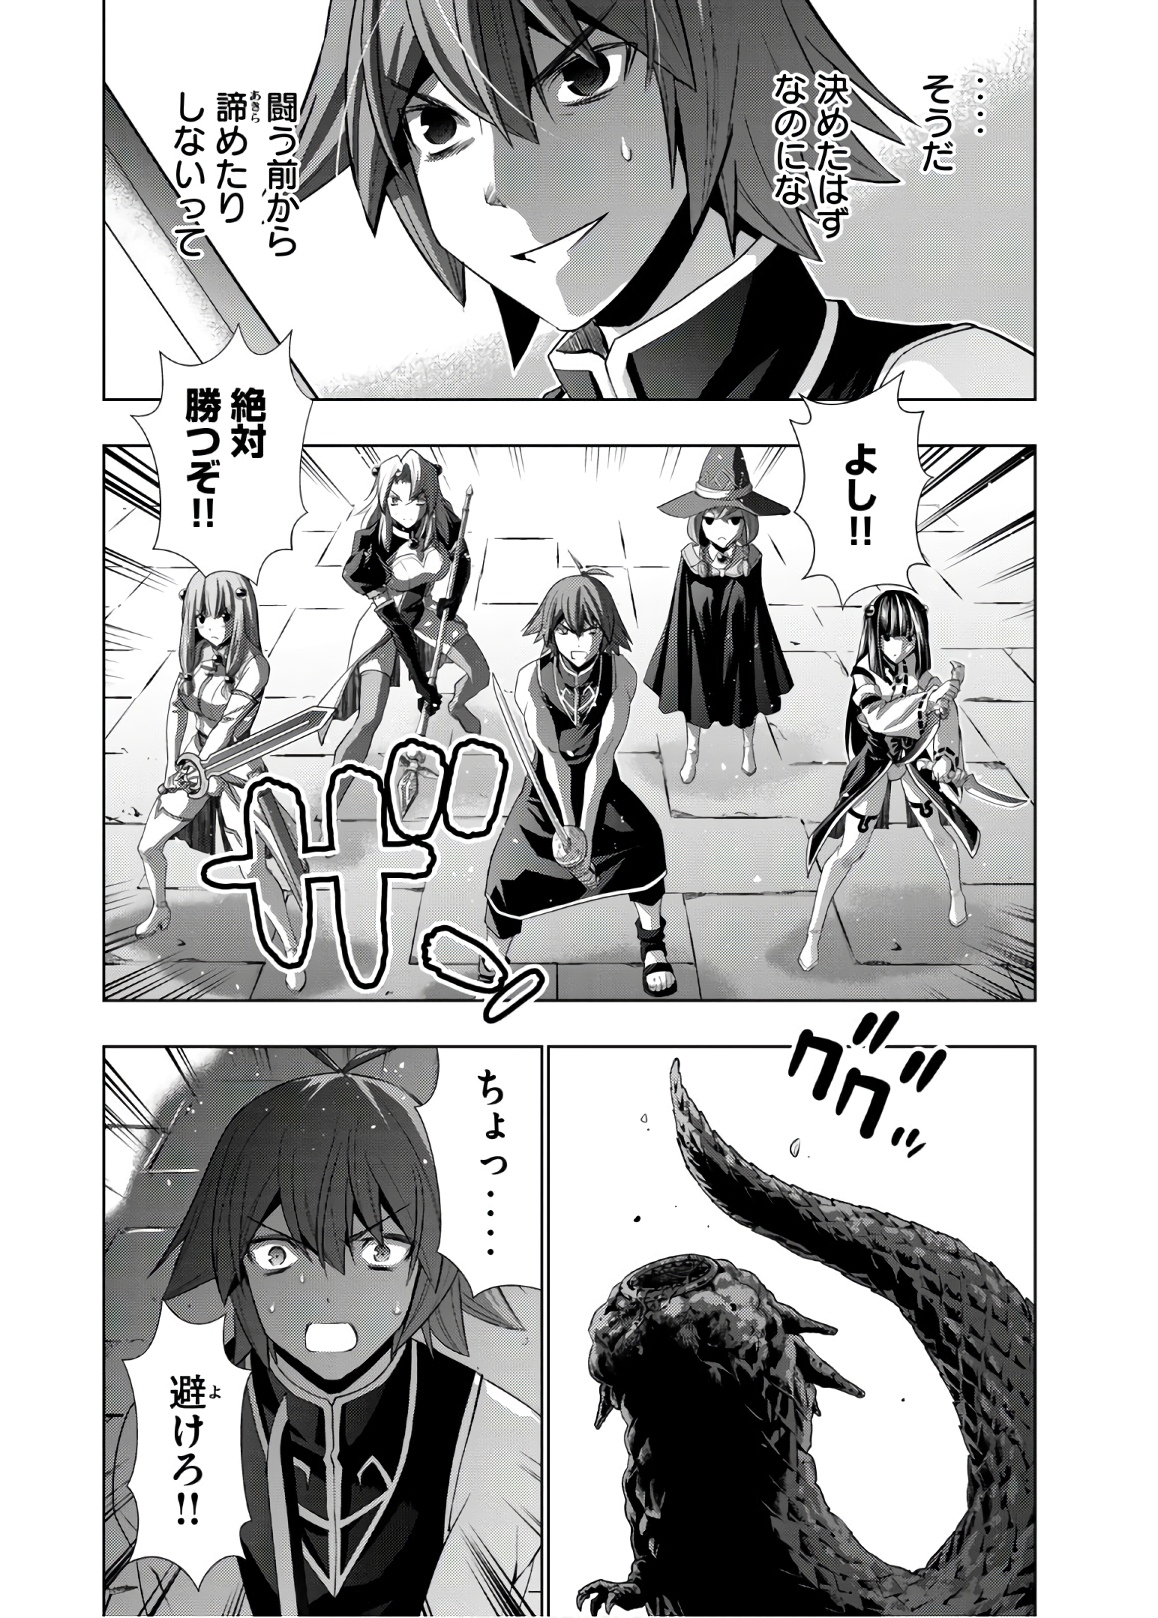 ‥‥
そうだ
決めたはず
なのにな
闘う前から
諦めたり
あきら
しないって
よし!!
絶対
勝つぞ!!
ザンッ
ググッ
ちょっ‥‥
避けろ!!
よ